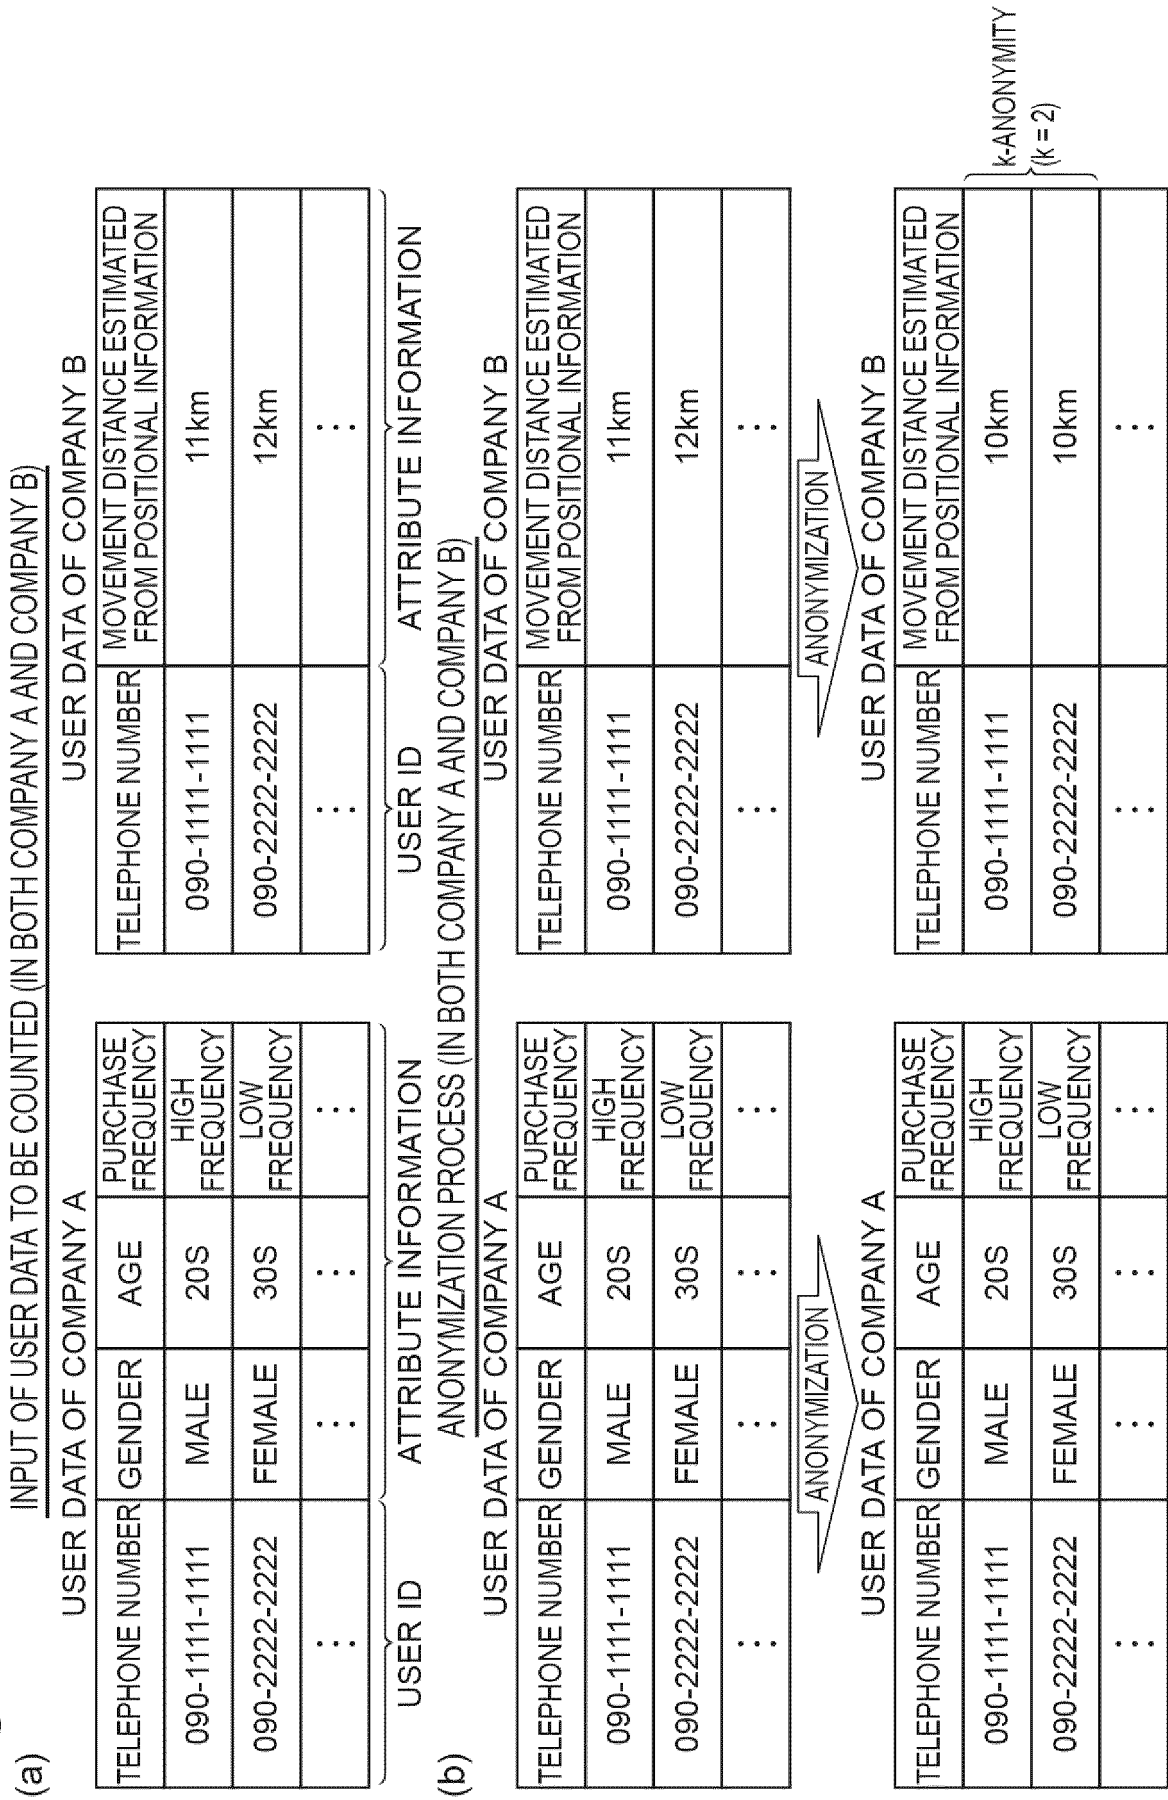 (a)
INPUT OF USER DATA TO BE COUNTED (IN BOTH COMPANY A AND COMPANY B)
USER DATA OF COMPANY A
TELEPHONE NUMBER GENDER AGE PURCHASE FREQUENCY
090-1111-1111 MALE 20S HIGH FREQUENCY
090-2222-2222 FEMALE 30S LOW FREQUENCY
⋮ ⋮ ⋮ ⋮
USER ID ATTRIBUTE INFORMATION
USER DATA OF COMPANY B
TELEPHONE NUMBER MOVEMENT DISTANCE ESTIMATED FROM POSITIONAL INFORMATION
090-1111-1111 11km
090-2222-2222 12km
⋮ ⋮
USER ID ATTRIBUTE INFORMATION
(b)
ANONYMIZATION PROCESS (IN BOTH COMPANY A AND COMPANY B)
USER DATA OF COMPANY A
TELEPHONE NUMBER GENDER AGE PURCHASE FREQUENCY
090-1111-1111 MALE 20S HIGH FREQUENCY
090-2222-2222 FEMALE 30S LOW FREQUENCY
⋮ ⋮ ⋮ ⋮
ANONYMIZATION
USER DATA OF COMPANY A
TELEPHONE NUMBER GENDER AGE PURCHASE FREQUENCY
090-1111-1111 MALE 20S HIGH FREQUENCY
090-2222-2222 FEMALE 30S LOW FREQUENCY
⋮ ⋮ ⋮ ⋮
USER DATA OF COMPANY B
TELEPHONE NUMBER MOVEMENT DISTANCE ESTIMATED FROM POSITIONAL INFORMATION
090-1111-1111 11km
090-2222-2222 12km
⋮ ⋮
ANONYMIZATION
USER DATA OF COMPANY B
TELEPHONE NUMBER MOVEMENT DISTANCE ESTIMATED FROM POSITIONAL INFORMATION
090-1111-1111 10km
090-2222-2222 10km
⋮ ⋮
k-ANONYMITY
(k = 2)